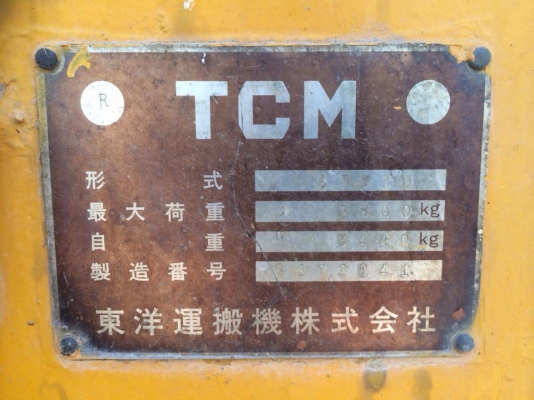 R TCM
形式
最大荷重 kg
自重 kg
製造番号
東洋運搬機株式会社